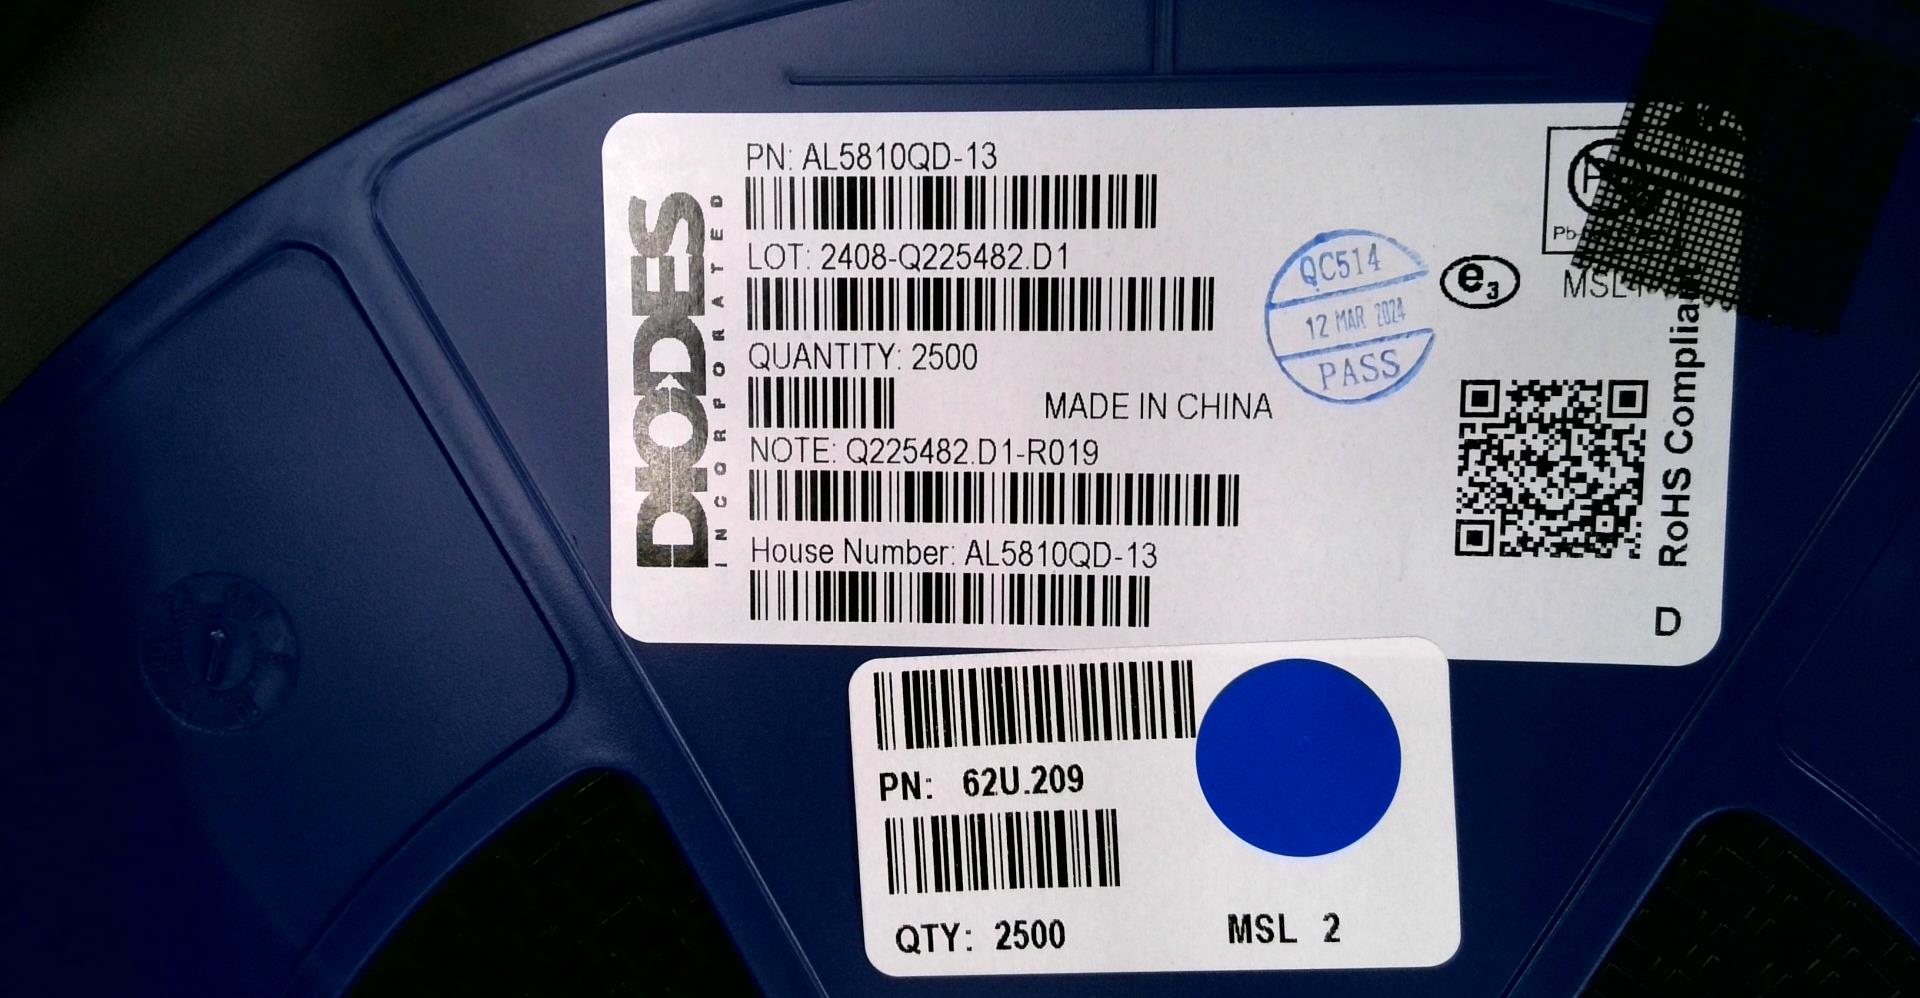 PN: AL5810QD-13
LOT: 2408-Q225482.D1
QUANTITY: 2500
MADE IN CHINA
NOTE: Q225482.D1-R019
House Number: AL5810QD-13
DIODES
INCORPORATED
QC514
12 MAR 2024
PASS
e3
Pb-
MSL
RoHS
D
PN: 62U.209
QTY: 2500
MSL 2